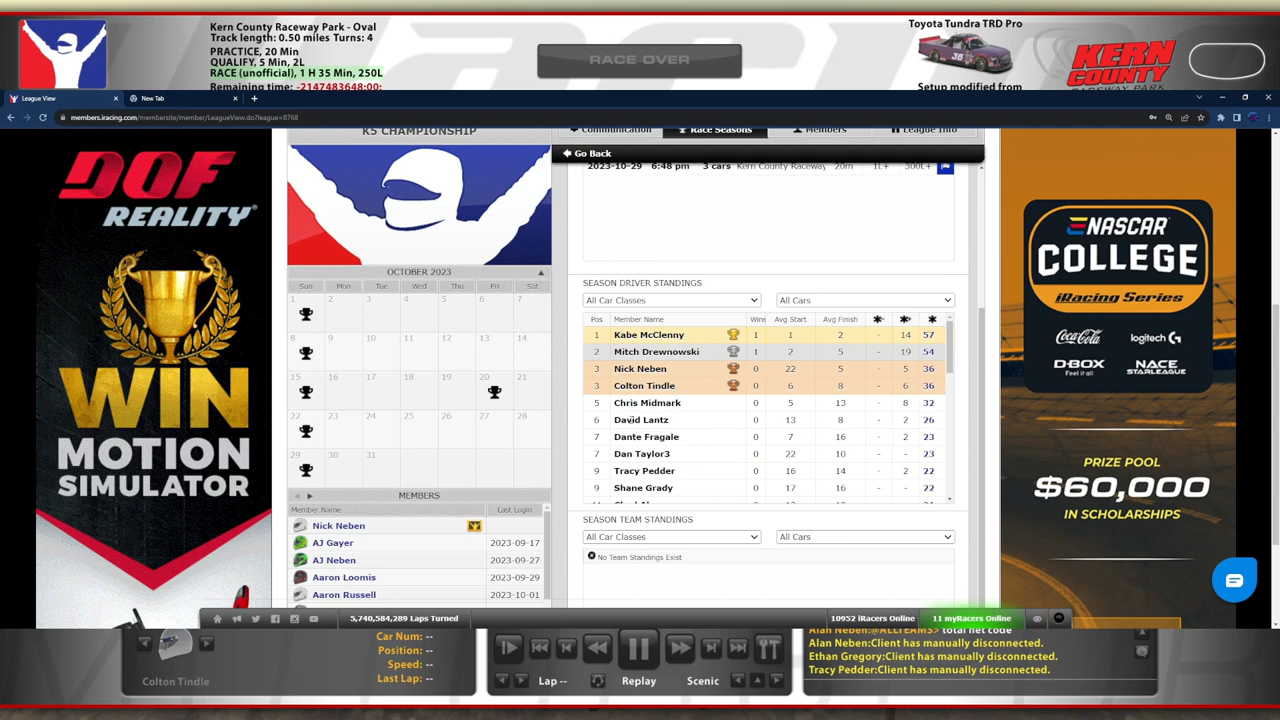 Kern County Raceway Park - Oval
Track length: 0.50 miles Turns: 4
PRACTICE, 20 Min
QUALIFY, 5 Min, 2L
RACE (unofficial), 1 H 35 Min, 250L
Remaining time: -2147483648:00:
RACE OVER
Toyota Tundra TRD Pro
Setup modified from
KERN
COUNTY
RACEWAY PARK
League View
New Tab
members.iracing.com/membersite/member/LeagueView.do?league=8768
K5 CHAMPIONSHIP
Communication
Race: Seasons
Members
League Info
Go Back
2023-10-29 6:48 pm 3 cars Kern County Raceway 20m 1L+ 300L+
DOF
REALITY
WIN
MOTION
SIMULATOR
OCTOBER 2023
Sun Mon Tue Wed Thu Fri Sat
1 2 3 4 5 6 7
8 9 10 11 12 13 14
15 16 17 18 19 20 21
22 23 24 25 26 27 28
29 30 31
MEMBERS
Member Name Last Login
Nick Neben
AJ Gayer 2023-09-17
AJ Neben 2023-09-27
Aaron Loomis 2023-09-29
Aaron Russell 2023-10-01
SEASON DRIVER STANDINGS
All Car Classes All Cars
Pos Member Name Wins Avg Start Avg Finish
1 Kabe McClenny 1 1 2 - 14 57
2 Mitch Drewnowski 1 2 5 - 19 54
3 Nick Neben 0 22 5 - 5 36
3 Colton Tindle 0 6 8 - 6 36
5 Chris Midmark 0 5 13 - 8 32
6 David Lantz 0 13 8 - 2 26
7 Dante Fragale 0 7 16 - 2 23
7 Dan Taylor3 0 22 10 - - 23
9 Tracy Pedder 0 16 14 - 2 22
9 Shane Grady 0 17 16 - - 22
SEASON TEAM STANDINGS
All Car Classes All Cars
No Team Standings Exist
eNASCAR
COLLEGE
iRacing Series
Coca-Cola
logitech G
D-BOX
Feel it all
NACE
STARLEAGUE
PRIZE POOL
$60,000
IN SCHOLARSHIPS
5,740,584,289 Laps Turned
10952 iRacers Online
11 myRacers Online
Car Num: --
Position: --
Speed: --
Last Lap: --
Colton Tindle
Lap --
Replay
Scenic
Alan Neben:@ALLTEAMS> total net code
Alan Neben:Client has manually disconnected.
Ethan Gregory:Client has manually disconnected.
Tracy Pedder:Client has manually disconnected.